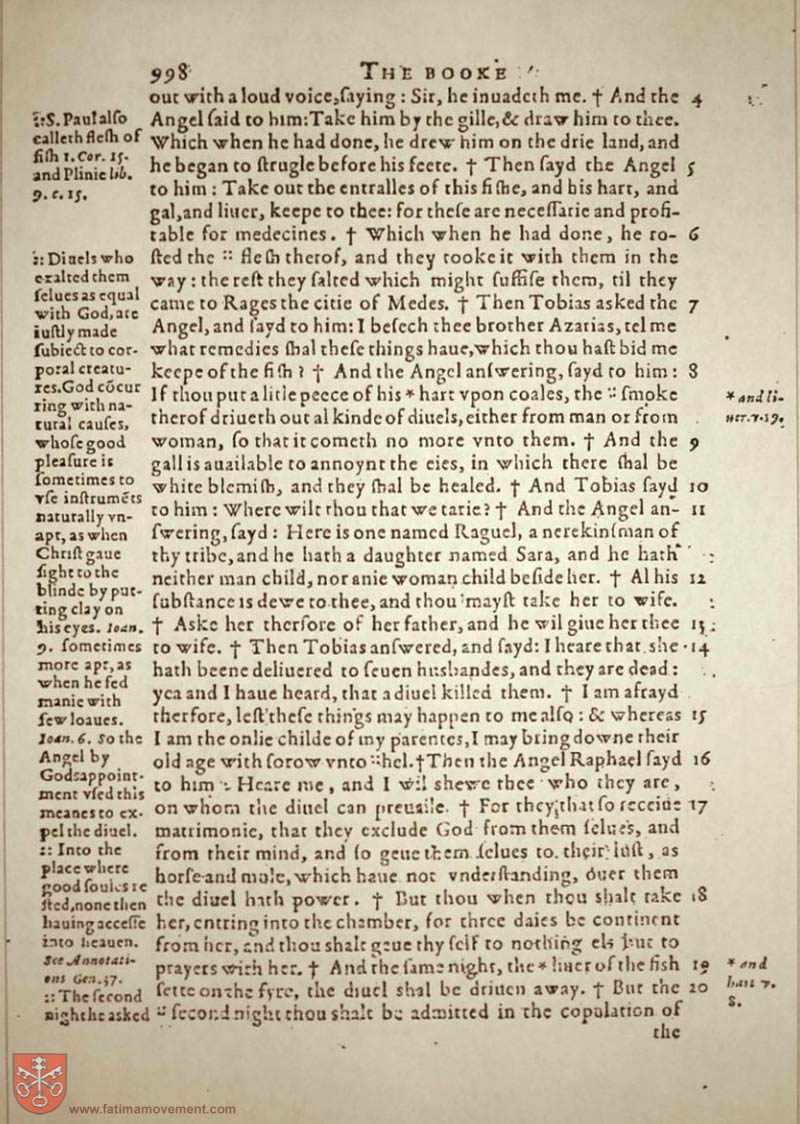 998 THE BOOKE
out with a loud voice, ſaying: Sir, he inuadeth me. † And the 4
Angel ſaid to him: Take him by the gille, & draw him to thee.
Which when he had done, he drew him on the drie land, and
he began to ſtrugle before his feete. † Then ſayd the Angel 5
to him: Take out the entralles of this fiſhe, and his hart, and
gal, and liuer, keepe to thee: for theſe are neceſſarie and profi-
table for medecines. † Which when he had done, he ro- 6
ſted the :: fleſh therof, and they tooke it with them in the
way: the reſt they ſalted which might ſuffiſe them, til they
came to Rages the citie of Medes. † Then Tobias asked the 7
Angel, and ſayd to him: I beſech thee brother Azarias, tel me
what remedies ſhal theſe things haue, which thou haſt bid me
keepe of the fiſh? † And the Angel anſwering, ſayd to him: 8
If thou put a litle peece of his * hart vpon coales, the :: ſmoke
therof driueth out al kinde of diuels, either from man or from
woman, ſo that it cometh no more vnto them. † And the 9
gall is auailable to annoynt the eies, in which there ſhal be
white blemiſh, and they ſhal be healed. † And Tobias ſayd 10
to him: Where wilt thou that we tarie? † And the Angel an- 11
ſwering, ſayd: Here is one named Raguel, a nere kinſman of
thy tribe, and he hath a daughter named Sara, and he hath
neither man child, nor anie woman child beſide her. † Al his 12
ſubſtance is dewe to thee, and thou mayſt take her to wife.
† Aske her therfore of her father, and he wil giue her thee 13
to wife. † Then Tobias anſwered, and ſayd: I heare that she 14
hath beene deliuered to ſeuen husbandes, and they are dead:
yea and I haue heard, that a diuel killed them. † I am afrayd
therfore, leſt theſe things may happen to me alſo: & whereas 15
I am the onlie childe of my parentes, I may bring downe their
old age with ſorow vnto :: hel. † Then the Angel Raphael ſayd 16
to him: Heare me, and I wil shewe thee who they are,
on whom the diuel can preuaile. † For they that ſo receiue 17
matrimonie, that they exclude God from them ſelues, and
from their mind, and ſo geue them ſelues to their luſt, as
horſe and mule, which haue not vnderſtanding, ouer them
the diuel hath power. † But thou when thou shalt take 18
her, entring into the chamber, for three daies be continent
from her, and thou shalt geue thy ſelf to nothing els but to
prayers with her. † And the ſame night, the * liuer of the fish 19
ſette on the fyre, the diuel shal be driuen away. † But the 20
:: ſecond night thou shalt be admitted in the copulation of
the
:: S. Paul alſo
calleth fleſh of
fiſh 1. Cor. 15.
and Plinie lib.
9. c. 15.
:: Diuels who
exalted them
ſelues as equal
with God, are
iuſtly made
ſubiect to cor-
poral creatu-
res. God cōcur
ring with na-
tural cauſes,
whoſe good
pleaſure is
ſometimes to
vſe inſtrumēts
naturally vn-
apt, as when
Chriſt gaue
ſight to the
blinde by put-
ting clay on
his eyes. Ioan.
9. ſometimes
more apt, as
when he fed
manie with
few loaues.
Ioan. 6. So the
Angel by
Gods appoint-
ment vſed this
meanes to ex-
pel the diuel.
:: Into the
place where
good ſoules re
ſted, none then
hauing acceſſe
into heauen.
See Annotati-
ons Gen. 37.
:: The ſecond
night he asked
* and li-
uer. v. 19.
* and
hart v.
8.
www.fatimamovement.com